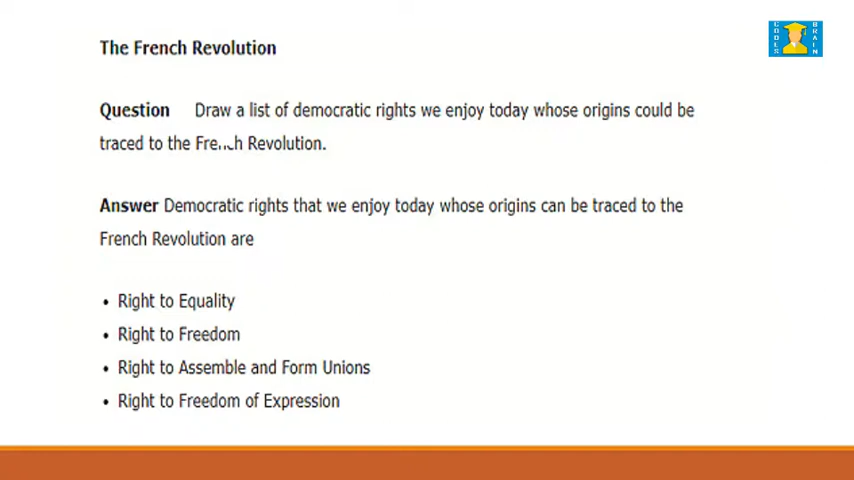 The French Revolution
CODES BRAIN
Question Draw a list of democratic rights we enjoy today whose origins could be
traced to the Revolution.
Answer Democratic rights that we enjoy today whose origins can be traced to the
French Revolution are
• Right to Equality
• Right to Freedom
• Right to Assemble and Form Unions
• Right to Freedom of Expression